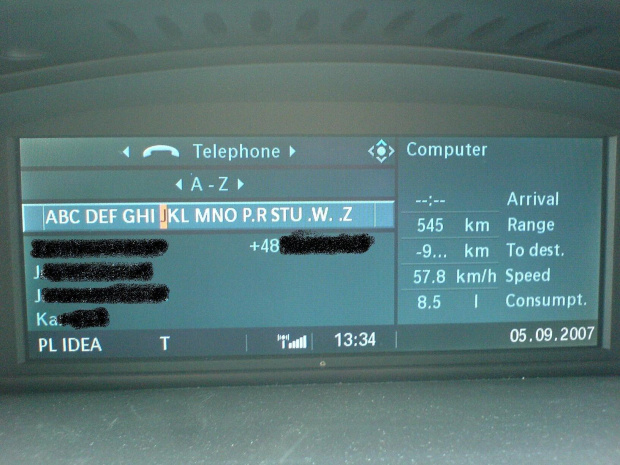 Telephone
A - Z
ABC DEF GHI JKL MNO P.R STU .W. .Z
+48
J
J
Ka
PL IDEA T 13:34
Computer
--:-- Arrival
545 km Range
-9... km To dest.
57.8 km/h Speed
8.5 l Consumpt.
05.09.2007